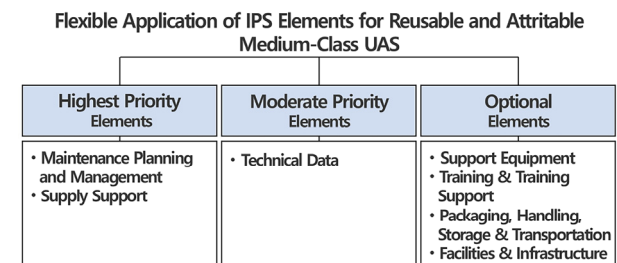 Flexible Application of IPS Elements for Reusable and Attritable
Medium-Class UAS
Highest Priority
Elements
Moderate Priority
Elements
Optional
Elements
• Maintenance Planning
and Management
• Supply Support
• Technical Data
• Support Equipment
• Training & Training
Support
• Packaging, Handling,
Storage & Transportation
• Facilities & Infrastructure